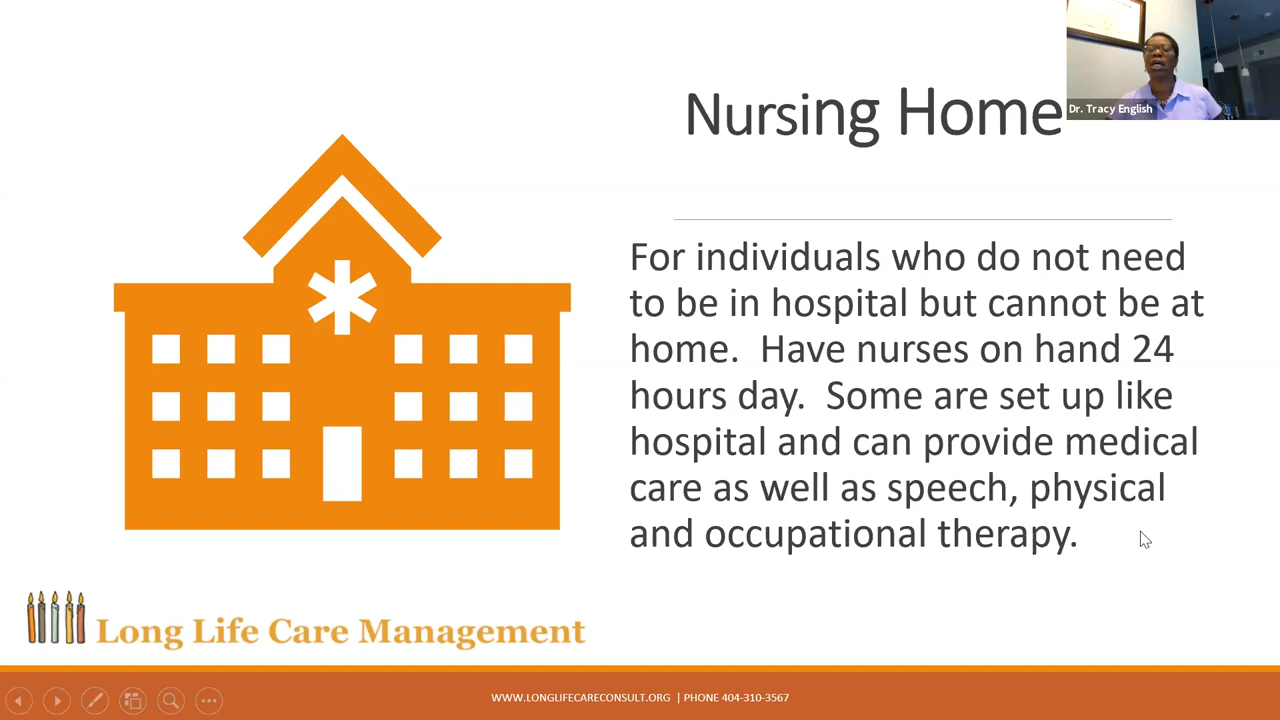 Nursing Home
Dr. Tracy English
For individuals who do not need
to be in hospital but cannot be at
home.  Have nurses on hand 24
hours day.  Some are set up like
hospital and can provide medical
care as well as speech, physical
and occupational therapy.
Long Life Care Management
WWW.LONGLIFECARECONSULT.ORG | PHONE 404-310-3567